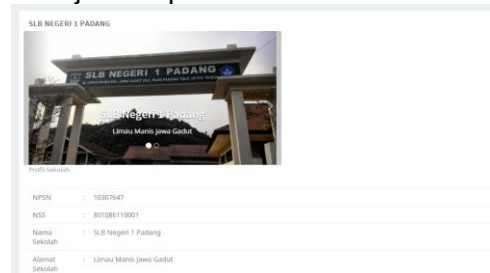 SLB NEGERI 1 PADANG
SLB NEGERI 1 PADANG
SLB Negeri 1 Padang
Limau Manis Jawa Gadut
Profil Sekolah
NPSN : 10307647
NSS : 801086110001
Nama Sekolah : SLB Negeri 1 Padang
Alamat Sekolah : Limau Manis Jawa Gadut